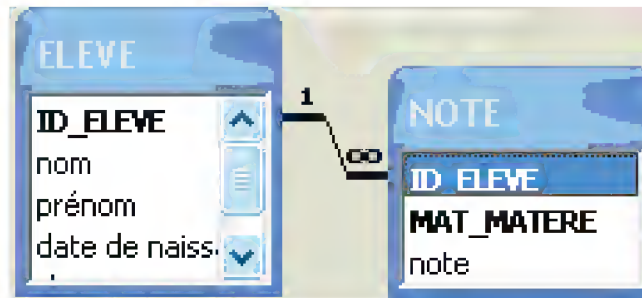 ELEVE
ID_ELEVE
nom
prénom
date de naiss
1
∞
NOTE
ID_ELEVE
MAT_MATERE
note